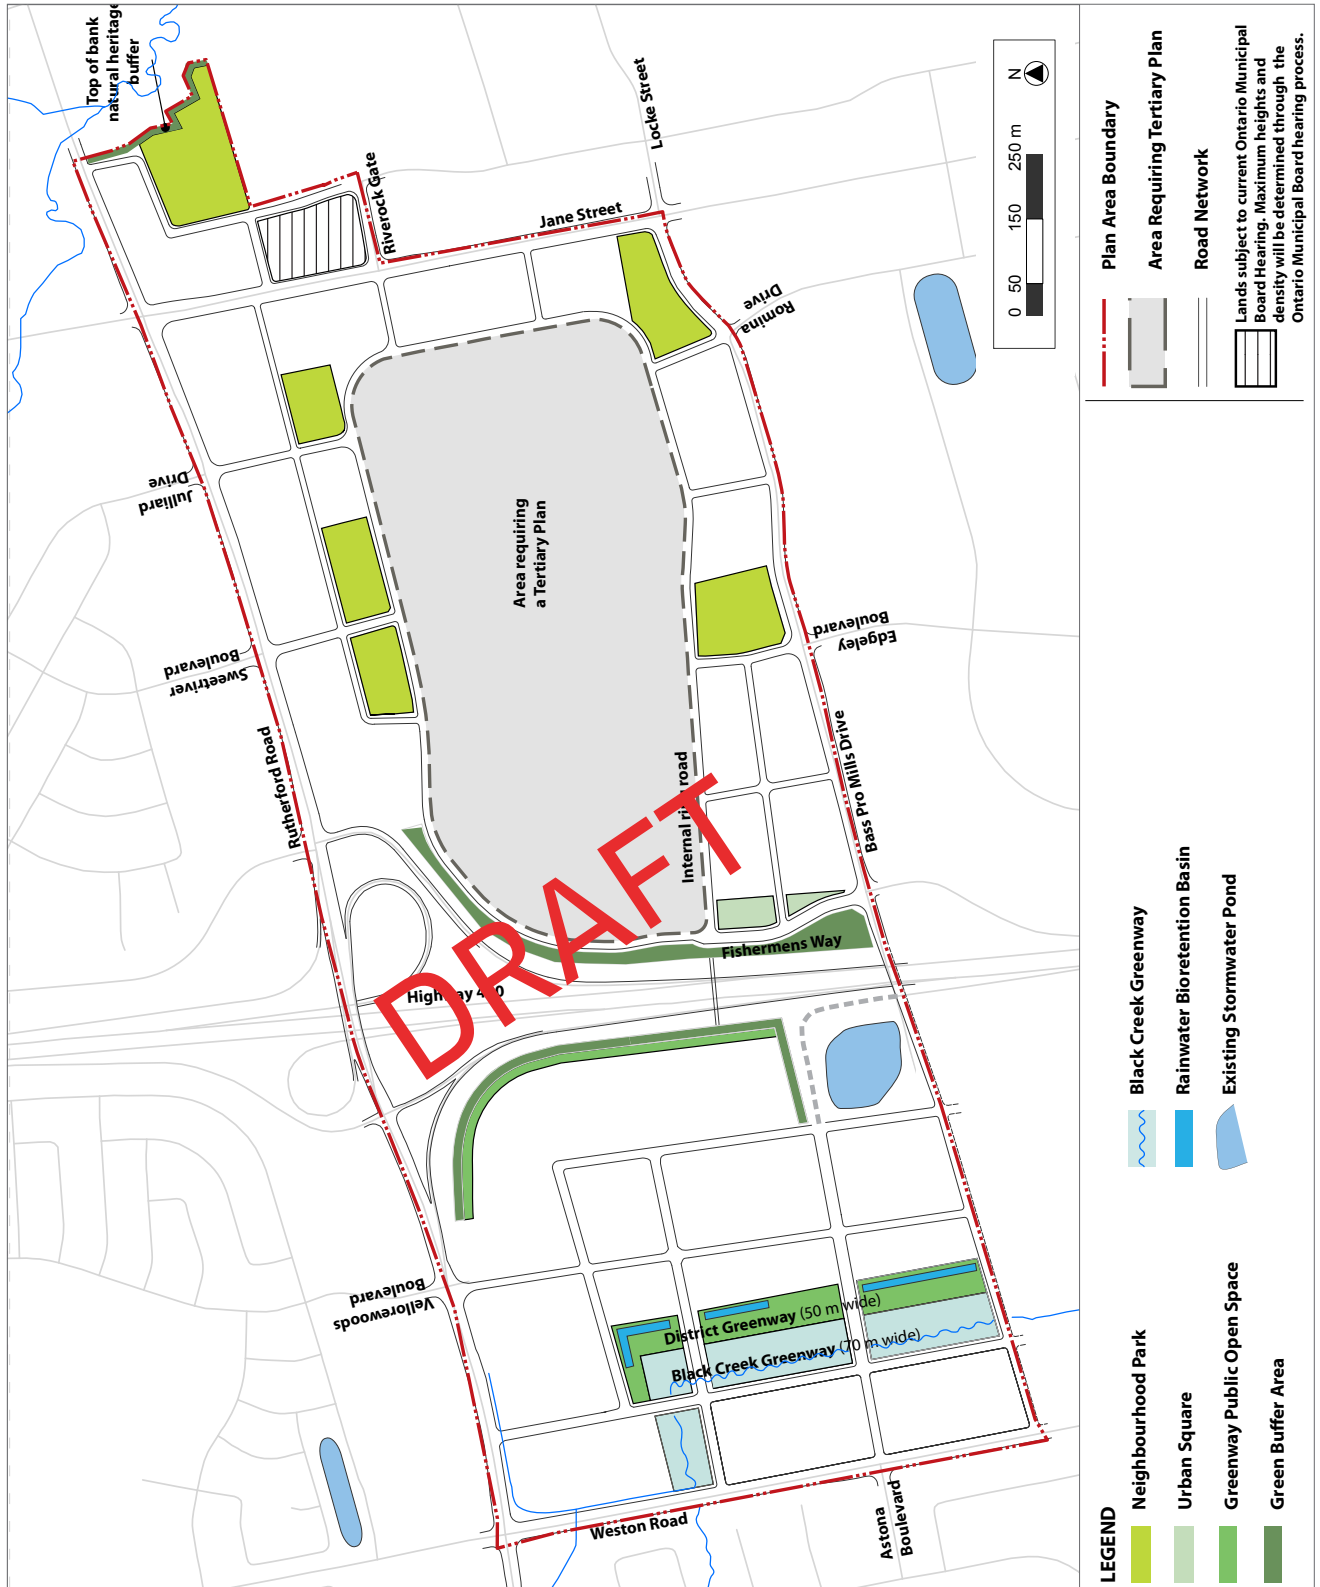 Top of bank
natural heritage
buffer
Riverock Gate
Locke Street
Jane Street
Romina
Drive
Julliard
Drive
Sweetriver
Boulevard
Rutherford Road
Area requiring
a Tertiary Plan
Edgeley
Boulevard
Bass Pro Mills Drive
Internal ring road
Fishermens Way
Highway 400
DRAFT
Vellorewoods
Boulevard
District Greenway (50 m wide)
Black Creek Greenway (70 m wide)
Weston Road
Astona
Boulevard
N
0 50 150 250 m
LEGEND
Neighbourhood Park
Urban Square
Greenway Public Open Space
Green Buffer Area
Black Creek Greenway
Rainwater Bioretention Basin
Existing Stormwater Pond
Plan Area Boundary
Area Requiring Tertiary Plan
Road Network
Lands subject to current Ontario Municipal
Board Hearing. Maximum heights and
density will be determined through the
Ontario Municipal Board hearing process.